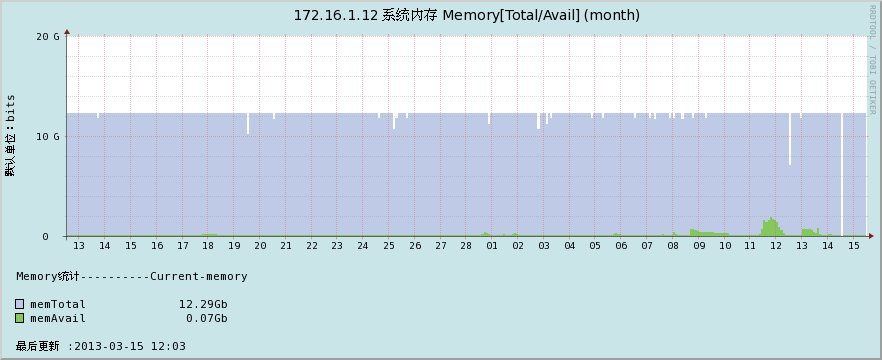 172.16.1.12 系统内存 Memory[Total/Avail] (month)
RRDTOOL / TOBI OETIKER
默认单位：bits
20 G
10 G
0
13 14 15 16 17 18 19 20 21 22 23 24 25 26 27 28 01 02 03 04 05 06 07 08 09 10 11 12 13 14 15
Memory统计----------Current-memory
memTotal 12.29Gb
memAvail 0.07Gb
最后更新 :2013-03-15 12:03